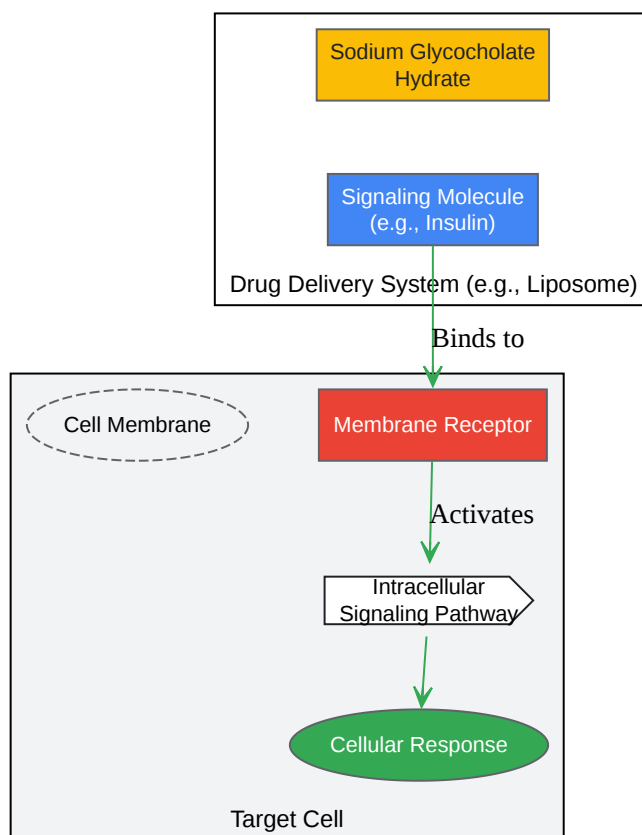 Sodium Glycocholate
Hydrate
Signaling Molecule
(e.g., Insulin)
Drug Delivery System (e.g., Liposome)
Binds to
Cell Membrane
Membrane Receptor
Activates
Intracellular
Signaling Pathway
Cellular Response
Target Cell